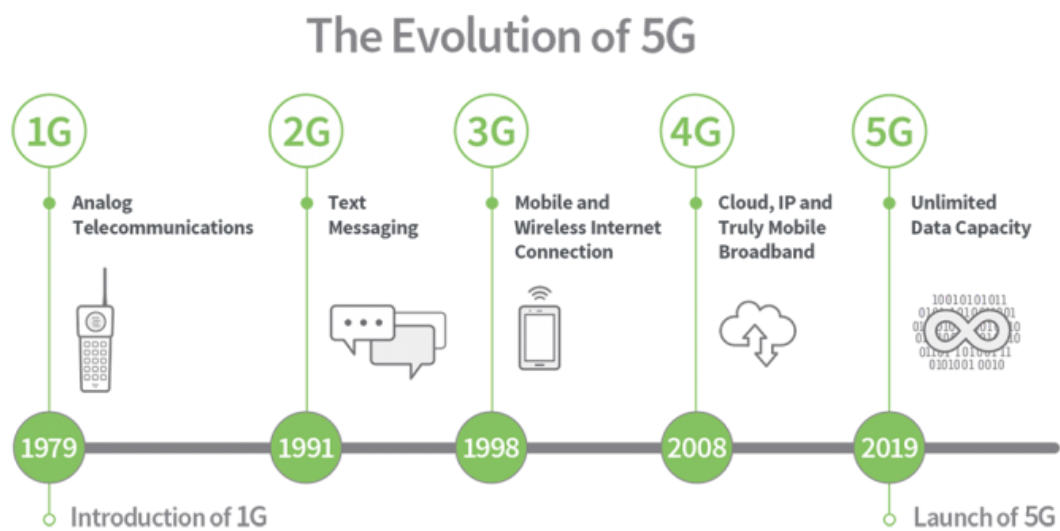 The Evolution of 5G
1G
2G
3G
4G
5G
Analog
Telecommunications
Text
Messaging
Mobile and
Wireless Internet
Connection
Cloud, IP and
Truly Mobile
Broadband
Unlimited
Data Capacity
10010101011
1979
1991
1998
2008
2019
Introduction of 1G
Launch of 5G